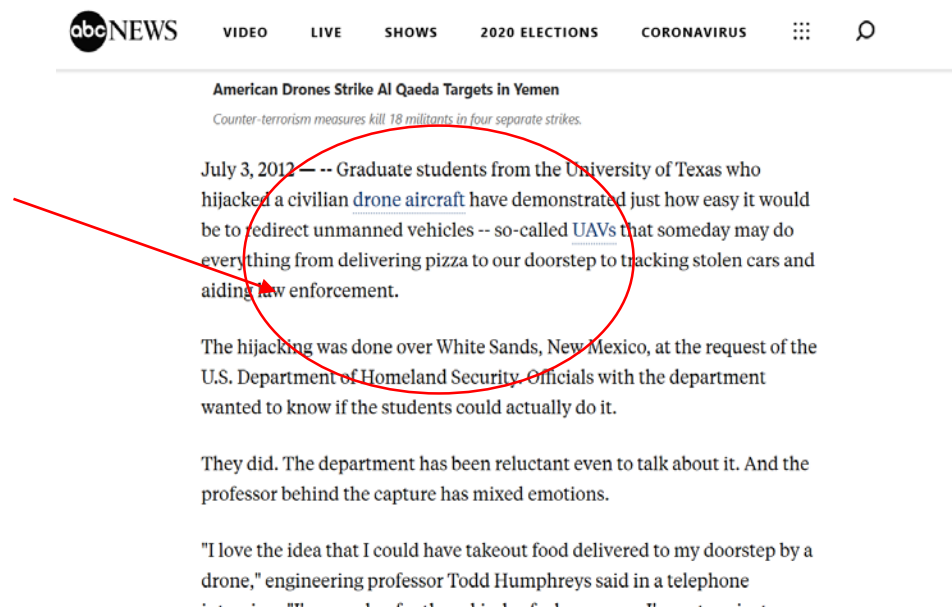 abc NEWS VIDEO LIVE SHOWS 2020 ELECTIONS CORONAVIRUS
American Drones Strike Al Qaeda Targets in Yemen
Counter-terrorism measures kill 18 militants in four separate strikes.
July 3, 2012 — -- Graduate students from the University of Texas who
hijacked a civilian drone aircraft have demonstrated just how easy it would
be to redirect unmanned vehicles -- so-called UAVs that someday may do
everything from delivering pizza to our doorstep to tracking stolen cars and
aiding law enforcement.
The hijacking was done over White Sands, New Mexico, at the request of the
U.S. Department of Homeland Security. Officials with the department
wanted to know if the students could actually do it.
They did. The department has been reluctant even to talk about it. And the
professor behind the capture has mixed emotions.
"I love the idea that I could have takeout food delivered to my doorstep by a
drone," engineering professor Todd Humphreys said in a telephone